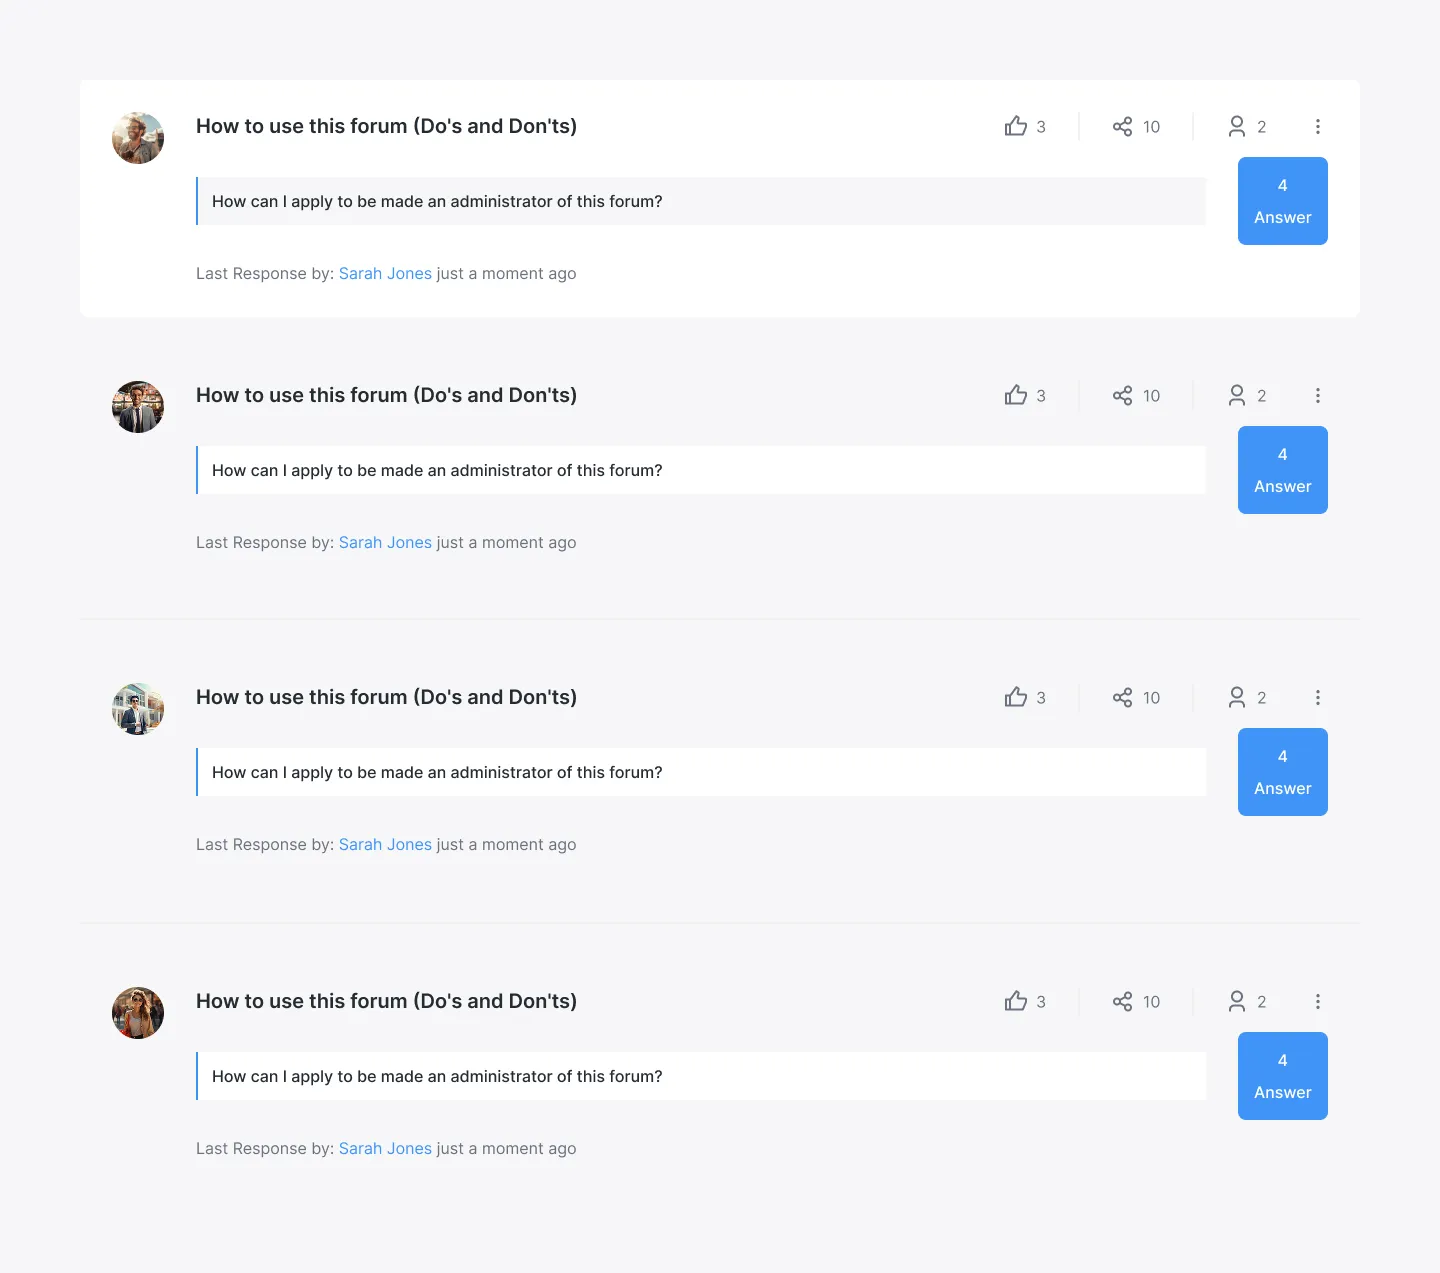 How to use this forum (Do's and Don'ts) 3 10 2
4
How can I apply to be made an administrator of this forum?
Answer
Last Response by: Sarah Jones just a moment ago
How to use this forum (Do's and Don'ts) 3 10 2
4
How can I apply to be made an administrator of this forum?
Answer
Last Response by: Sarah Jones just a moment ago
How to use this forum (Do's and Don'ts) 3 10 2
4
How can I apply to be made an administrator of this forum?
Answer
Last Response by: Sarah Jones just a moment ago
How to use this forum (Do's and Don'ts) 3 10 2
4
How can I apply to be made an administrator of this forum?
Answer
Last Response by: Sarah Jones just a moment ago